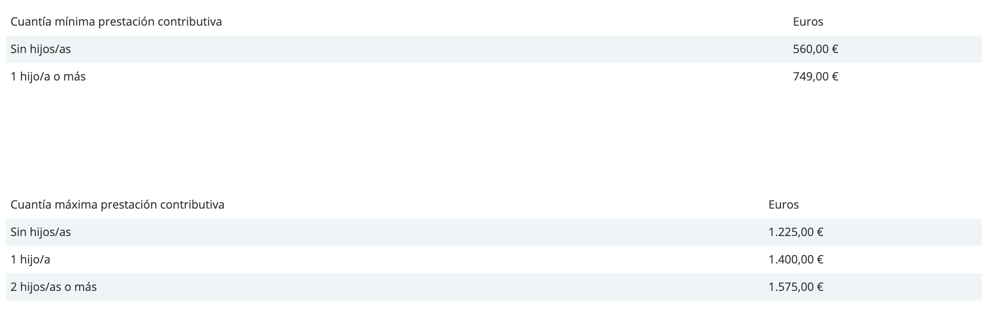 Cuantía mínima prestación contributiva Euros
Sin hijos/as 560,00 €
1 hijo/a o más 749,00 €
Cuantía máxima prestación contributiva Euros
Sin hijos/as 1.225,00 €
1 hijo/a 1.400,00 €
2 hijos/as o más 1.575,00 €